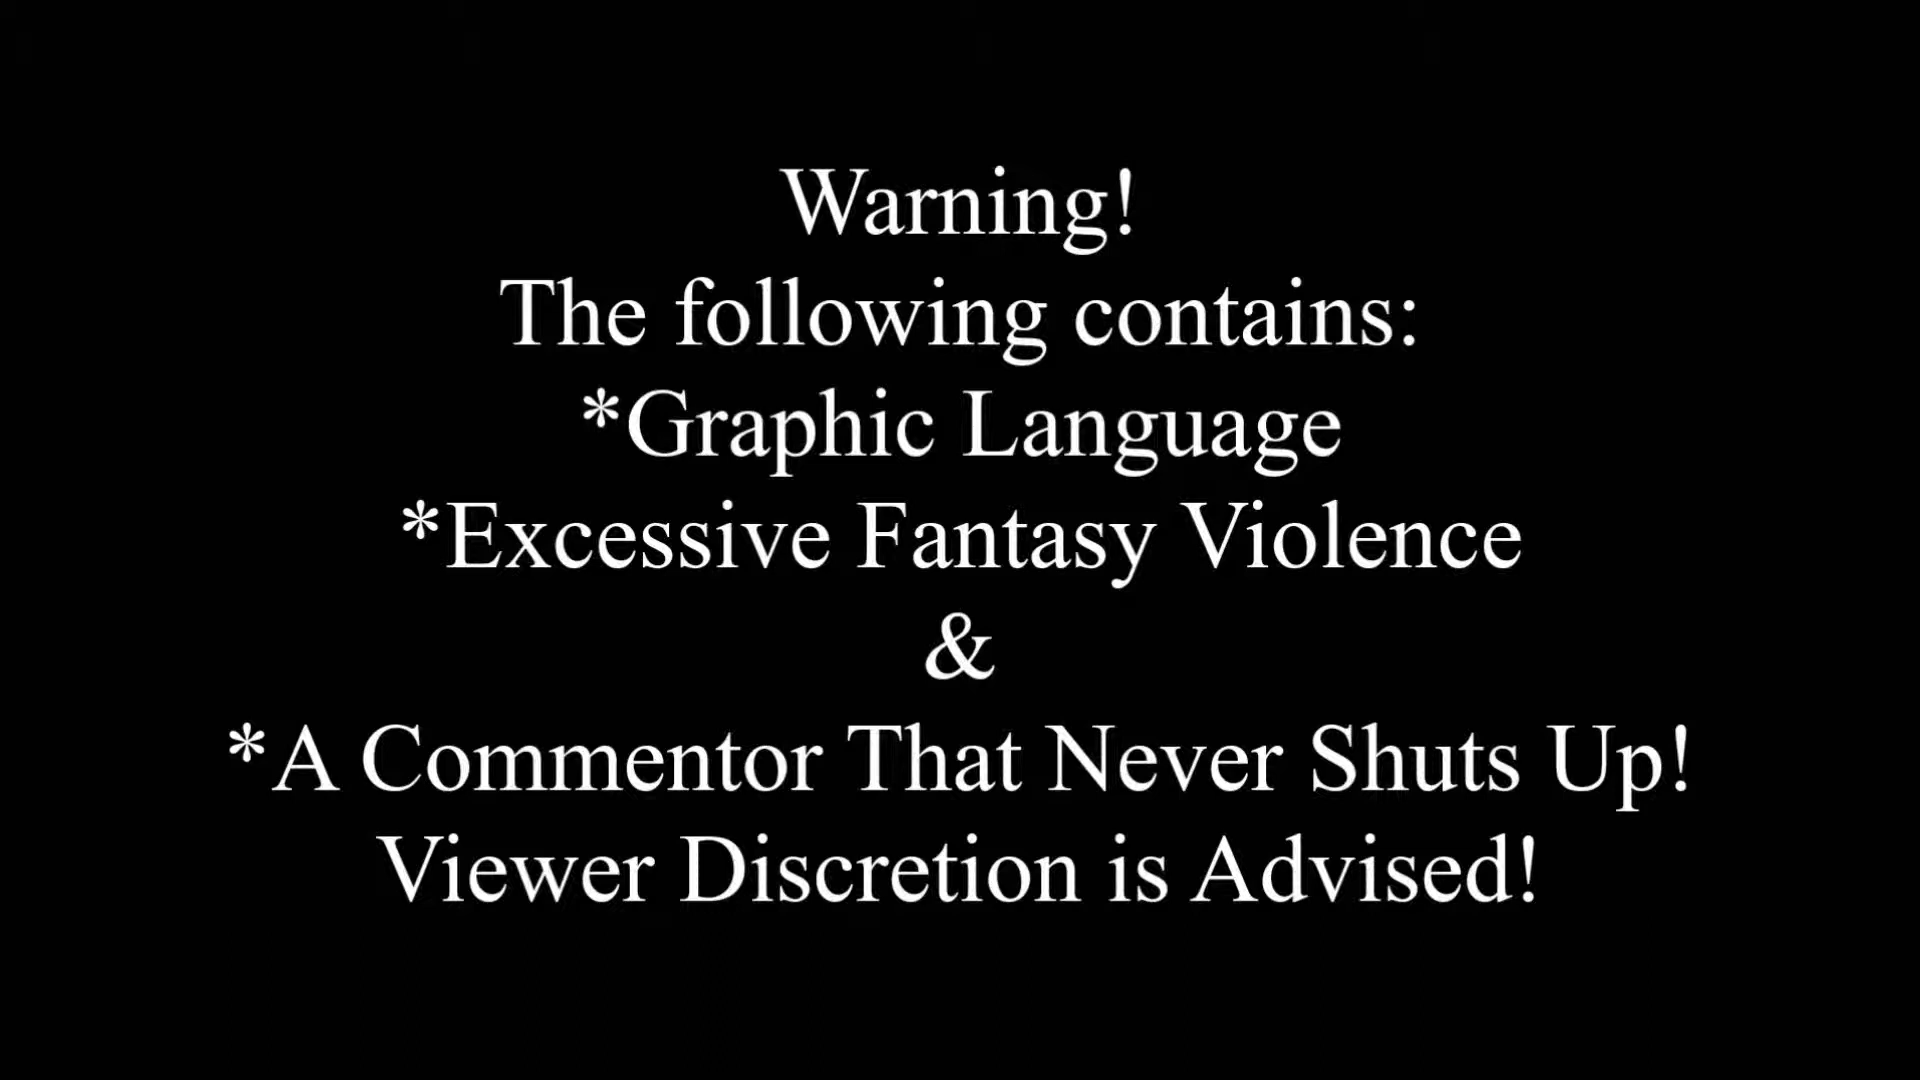 Warning!
The following contains:
*Graphic Language
*Excessive Fantasy Violence
&
*A Commentor That Never Shuts Up!
Viewer Discretion is Advised!